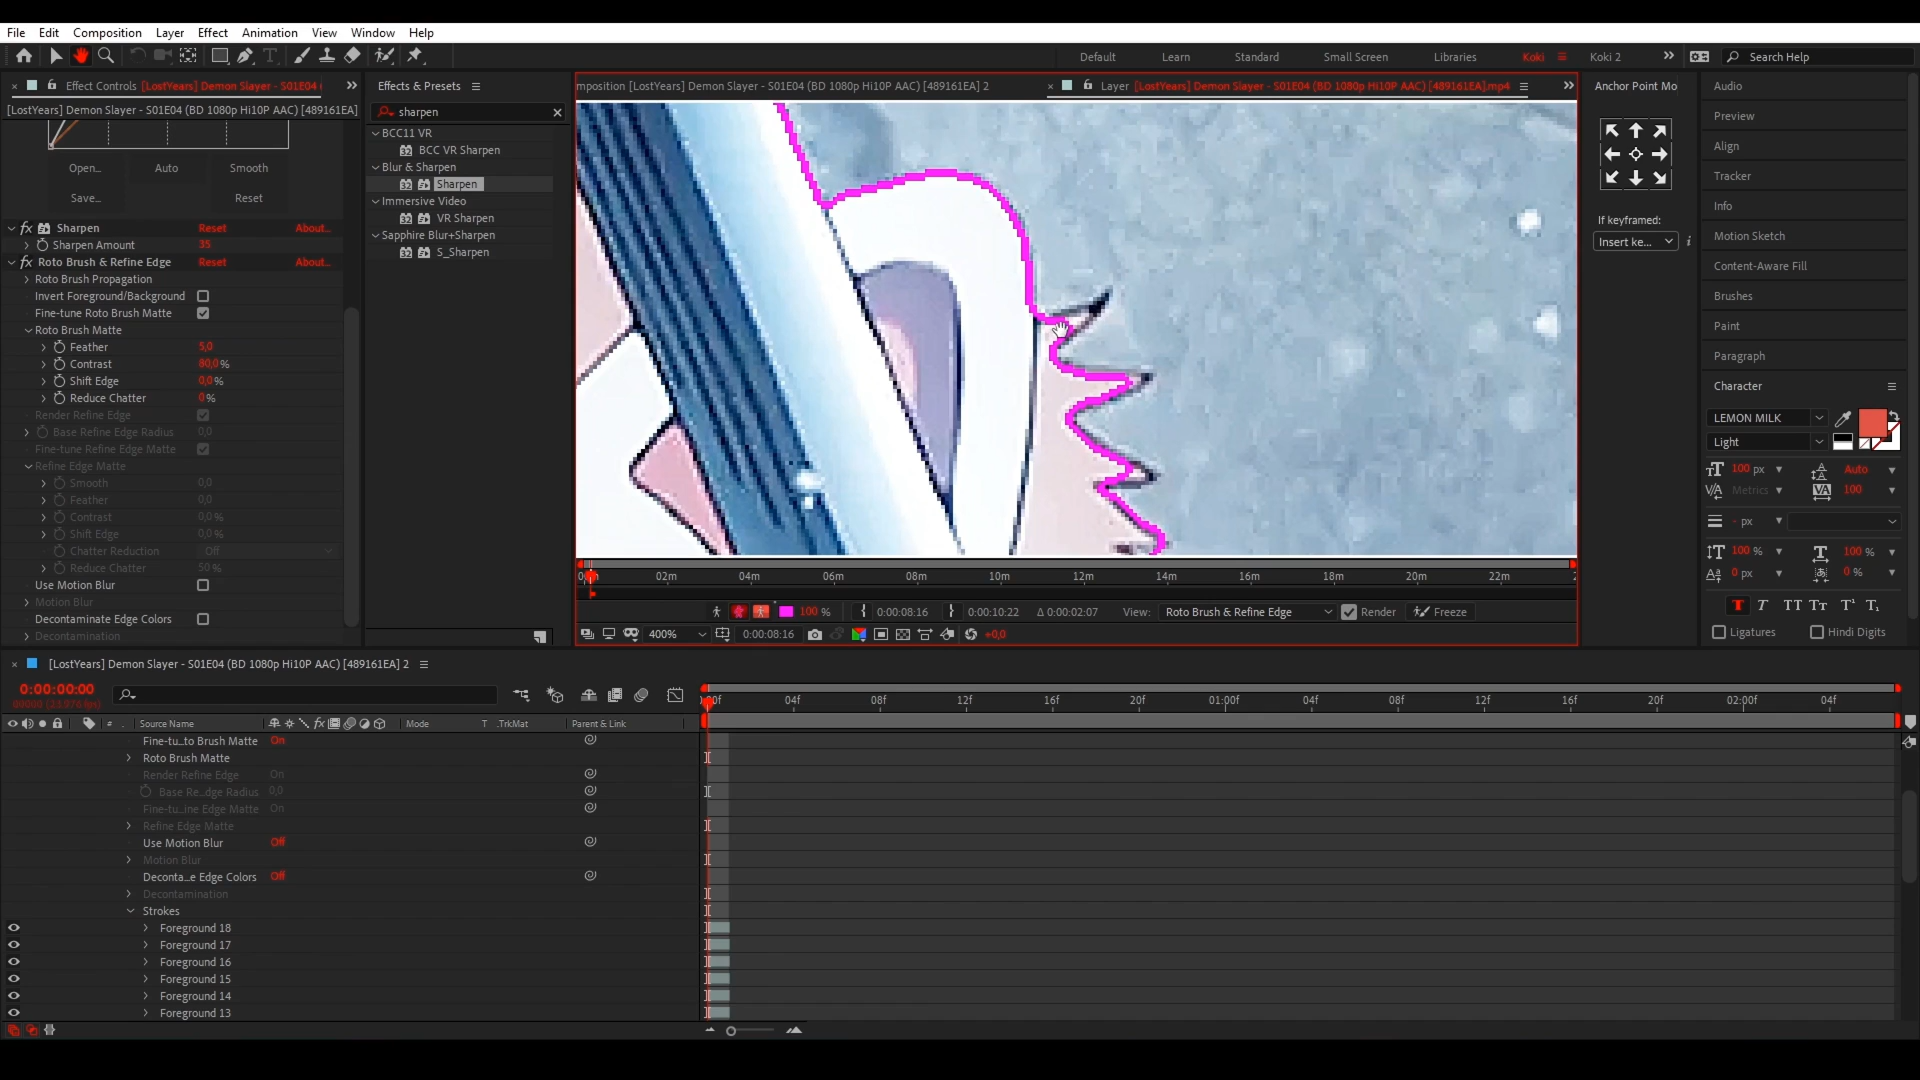 File Edit Composition Layer Effect Animation View Window Help
Default Learn Standard Small Screen Libraries Koki Koki 2 Search Help
Effect Controls [LostYears] Demon Slayer - S01E04 (
[LostYears] Demon Slayer - S01E04 (BD 1080p Hi10P AAC) [489161EA]
Open... Auto Smooth
Save... Reset
fx Sharpen Reset About...
Sharpen Amount 35
fx Roto Brush & Refine Edge Reset About...
Roto Brush Propagation
Invert Foreground/Background
Fine-tune Roto Brush Matte
Roto Brush Matte
Feather 5,0
Contrast 80,0 %
Shift Edge 0,0 %
Reduce Chatter 0 %
Render Refine Edge
Base Refine Edge Radius 0,0
Fine-tune Refine Edge Matte
Refine Edge Matte
Smooth 0,0
Feather 0,0
Contrast 0,0 %
Shift Edge 0,0 %
Chatter Reduction Off
Reduce Chatter 50 %
Use Motion Blur
Motion Blur
Decontaminate Edge Colors
Decontamination
Effects & Presets
sharpen
BCC11 VR
BCC VR Sharpen
Blur & Sharpen
Sharpen
Immersive Video
VR Sharpen
Sapphire Blur+Sharpen
S_Sharpen
mposition [LostYears] Demon Slayer - S01E04 (BD 1080p Hi10P AAC) [489161EA] 2
Layer [LostYears] Demon Slayer - S01E04 (BD 1080p Hi10P AAC) [489161EA].mp4
02m 04m 06m 08m 10m 12m 14m 16m 18m 20m 22m
100 % 0:00:08:16 0:00:10:22 Δ 0:00:02:07 View: Roto Brush & Refine Edge Render Freeze
400% 0:00:08:16 +0,0
Anchor Point Mo
If keyframed:
Insert ke...
Audio
Preview
Align
Tracker
Info
Motion Sketch
Content-Aware Fill
Brushes
Paint
Paragraph
Character
LEMON MILK
Light
100 px Auto
Metrics 100
- px
100 % 100 %
0 px 0 %
T T TT Tт T¹ T₁
Ligatures Hindi Digits
[LostYears] Demon Slayer - S01E04 (BD 1080p Hi10P AAC) [489161EA] 2
0:00:00:00
00000 (23.976 fps)
:00f 04f 08f 12f 16f 20f 01:00f 04f 08f 12f 16f 20f 02:00f 04f
# Source Name Mode T .TrkMat Parent & Link
Fine-tu...to Brush Matte On
Roto Brush Matte
Render Refine Edge On
Base Re...dge Radius 0,0
Fine-tu...ine Edge Matte On
Refine Edge Matte
Use Motion Blur Off
Motion Blur
Deconta...e Edge Colors Off
Decontamination
Strokes
Foreground 18
Foreground 17
Foreground 16
Foreground 15
Foreground 14
Foreground 13